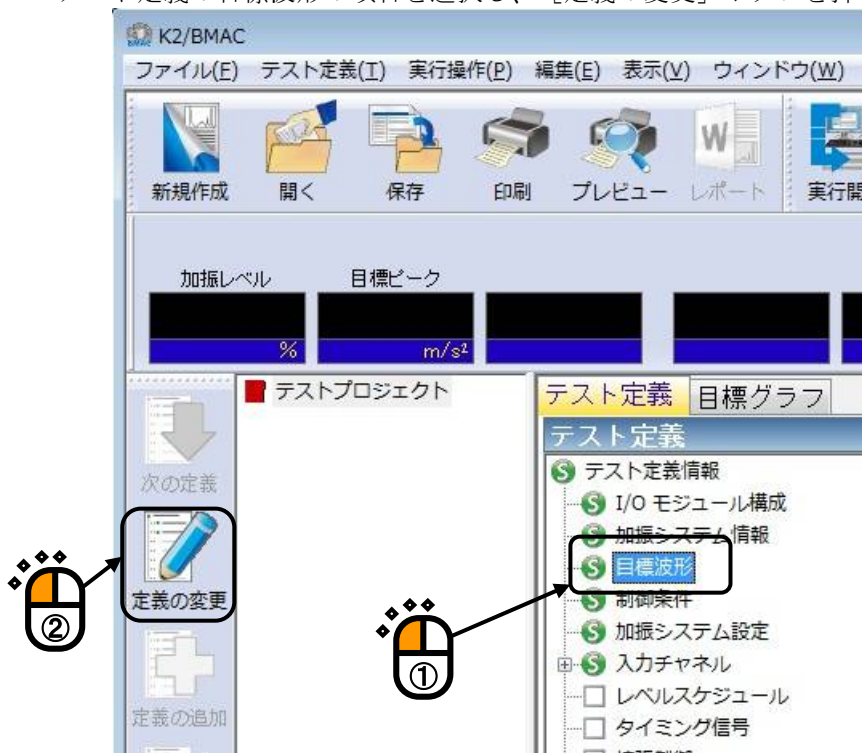 K2/BMAC
ファイル(F) テスト定義(T) 実行操作(P) 編集(E) 表示(V) ウィンドウ(W)
新規作成 開く 保存 印刷 プレビュー レポート 実行開
加振レベル 目標ピーク
% m/s²
テストプロジェクト
テスト定義 目標グラフ
テスト定義
次の定義
テスト定義情報
I/O モジュール構成
加振システム情報
目標波形
定義の変更
制御条件
加振システム設定
② ①
入力チャネル
レベルスケジュール
定義の追加
タイミング信号